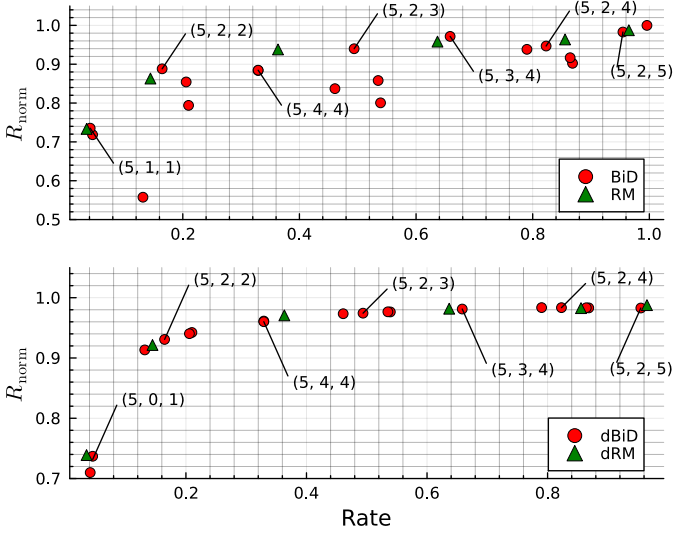 1.0
0.9
0.8
0.7
0.6
0.5
R_norm
(5, 2, 2)
(5, 2, 3)
(5, 2, 4)
(5, 1, 1)
(5, 4, 4)
(5, 3, 4)
(5, 2, 5)
BiD
RM
0.2 0.4 0.6 0.8 1.0
1.0
0.9
0.8
0.7
R_norm
(5, 2, 2)
(5, 2, 3)
(5, 2, 4)
(5, 0, 1)
(5, 4, 4)
(5, 3, 4)
(5, 2, 5)
dBiD
dRM
0.2 0.4 0.6 0.8
Rate